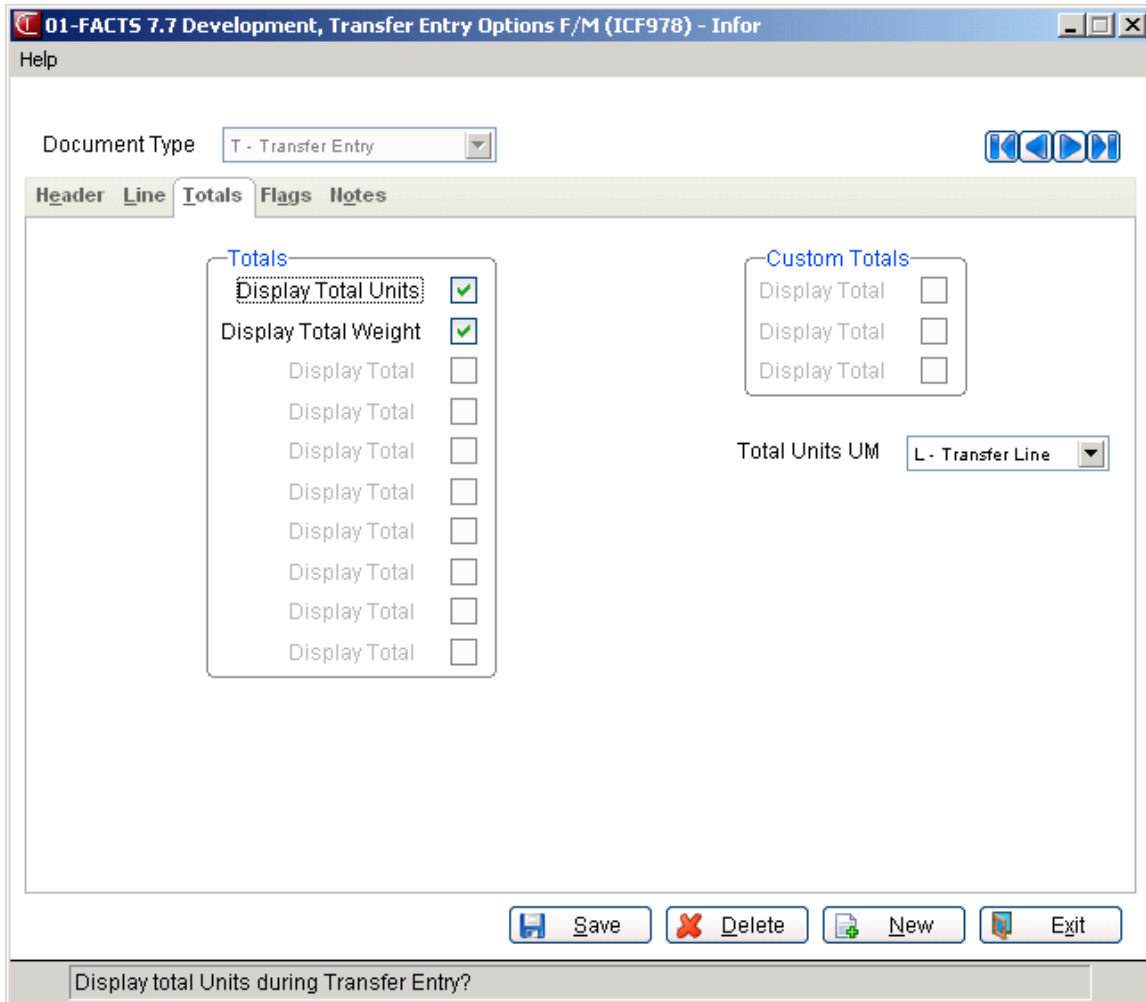 01-FACTS 7.7 Development, Transfer Entry Options F/M (ICF978) - Infor
Help
Document Type T - Transfer Entry
Header Line Totals Flags Notes
Totals
Display Total Units
Display Total Weight
Display Total
Display Total
Display Total
Display Total
Display Total
Display Total
Display Total
Display Total
Custom Totals
Display Total
Display Total
Display Total
Total Units UM L - Transfer Line
Save Delete New Exit
Display total Units during Transfer Entry?